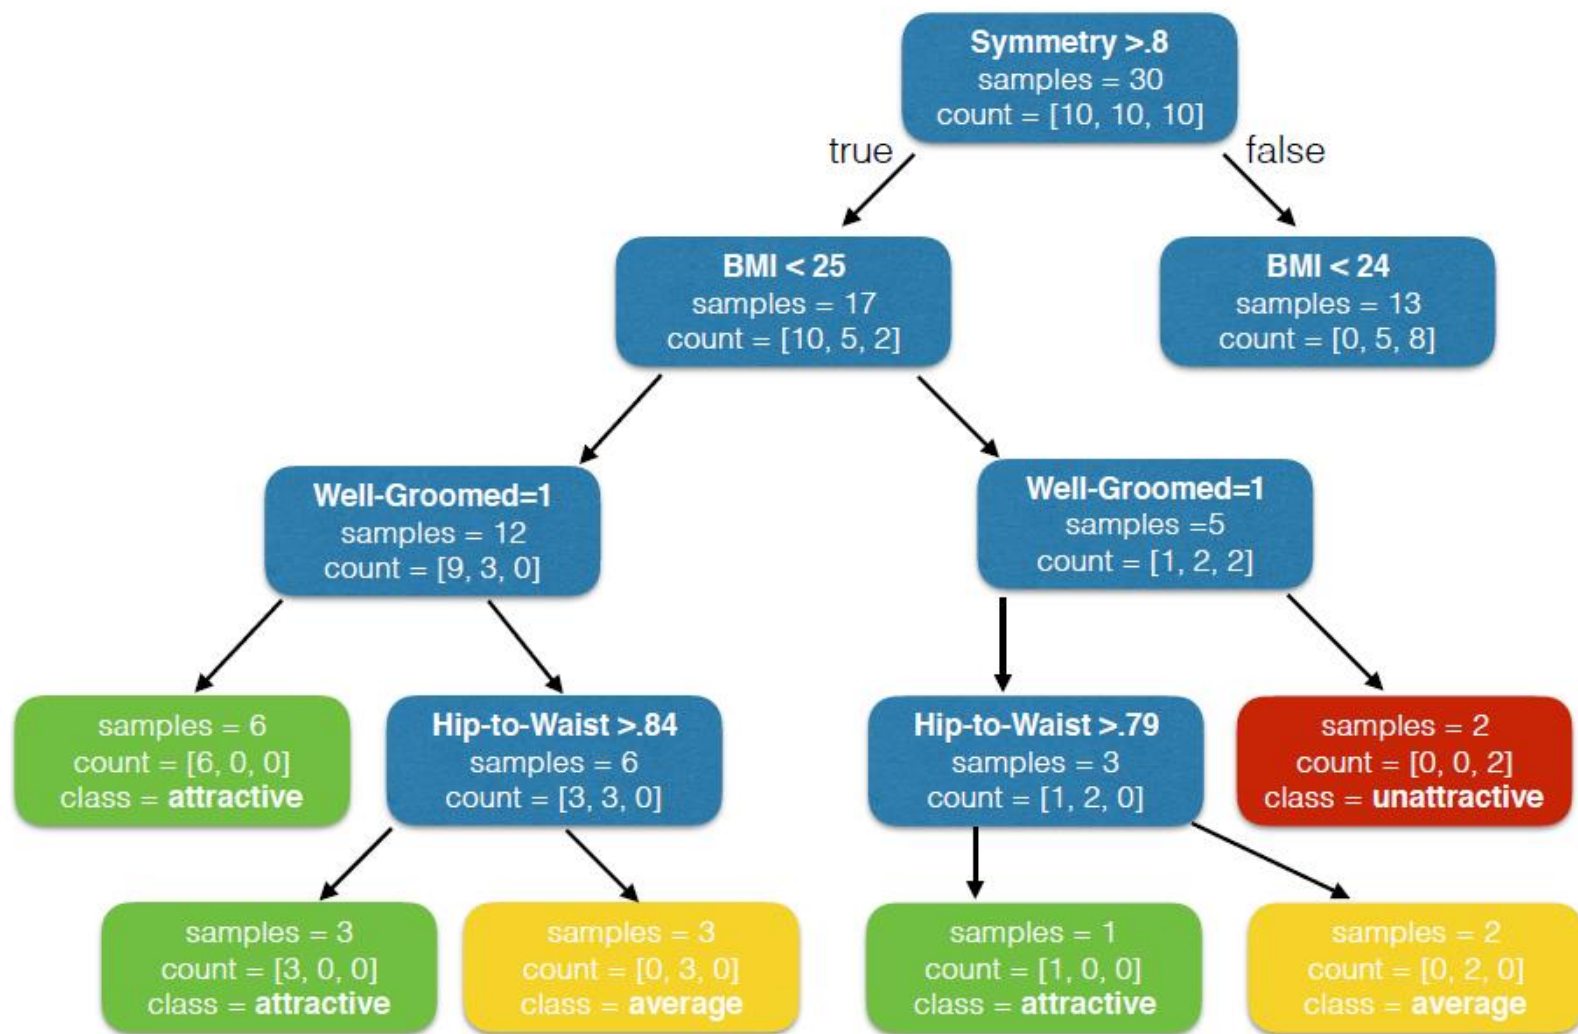 Symmetry >.8
samples = 30
count = [10, 10, 10]
true
false
BMI < 25
samples = 17
count = [10, 5, 2]
BMI < 24
samples = 13
count = [0, 5, 8]
Well-Groomed=1
samples = 12
count = [9, 3, 0]
Well-Groomed=1
samples =5
count = [1, 2, 2]
samples = 6
count = [6, 0, 0]
class = attractive
Hip-to-Waist >.84
samples = 6
count = [3, 3, 0]
Hip-to-Waist >.79
samples = 3
count = [1, 2, 0]
samples = 2
count = [0, 0, 2]
class = unattractive
samples = 3
count = [3, 0, 0]
class = attractive
samples = 3
count = [0, 3, 0]
class = average
samples = 1
count = [1, 0, 0]
class = attractive
samples = 2
count = [0, 2, 0]
class = average